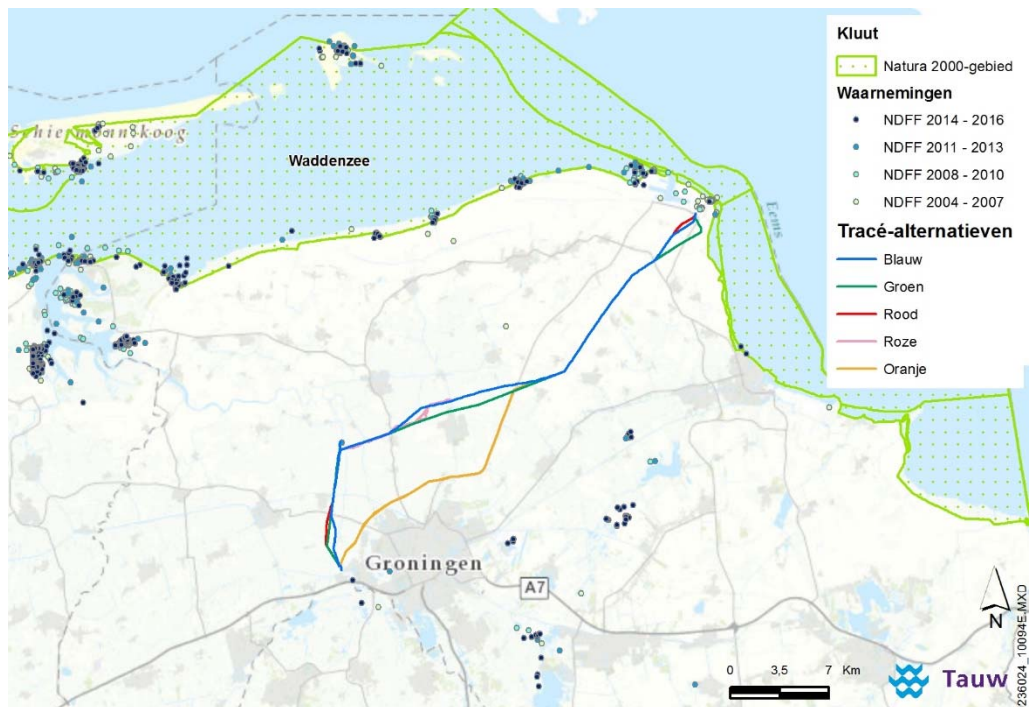 Kluut
Natura 2000-gebied
Waarnemingen
NDFF 2014 - 2016
NDFF 2011 - 2013
NDFF 2008 - 2010
NDFF 2004 - 2007
Tracé-alternatieven
Blauw
Groen
Rood
Roze
Oranje
Schiermonnikoog
Waddenzee
Eems
Groningen
A7
N
0 3,5 7 Km
Tauw
236024_100945.MXD